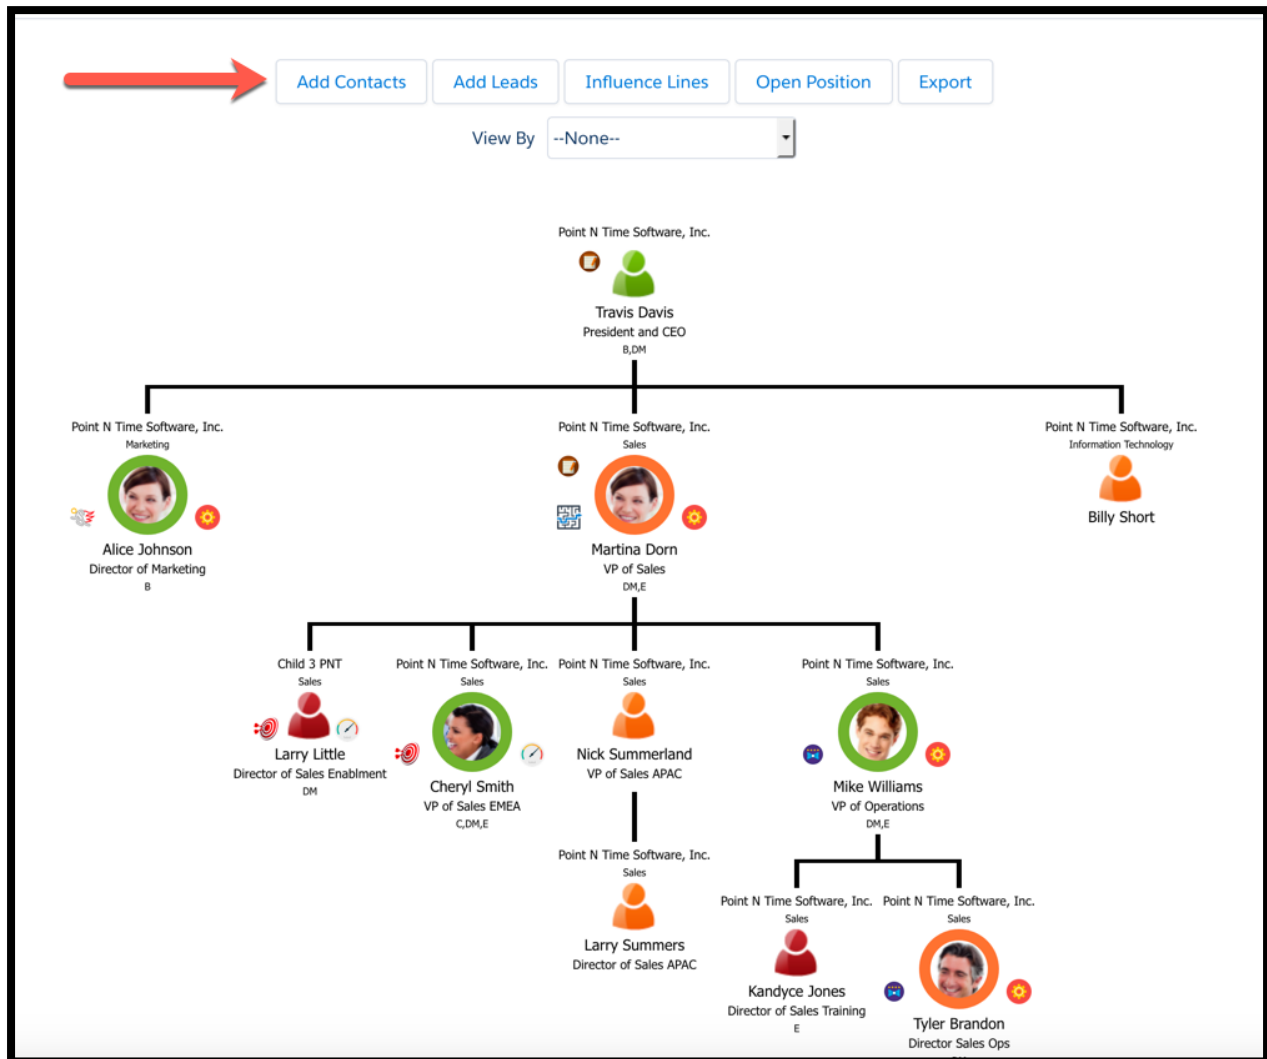 Add Contacts
Add Leads
Influence Lines
Open Position
Export
View By
--None--
Point N Time Software, Inc.
Travis Davis
President and CEO
B,DM
Point N Time Software, Inc.
Marketing
Alice Johnson
Director of Marketing
B
Point N Time Software, Inc.
Sales
Martina Dorn
VP of Sales
DM,E
Point N Time Software, Inc.
Information Technology
Billy Short
Child 3 PNT
Sales
Larry Little
Director of Sales Enablment
DM
Point N Time Software, Inc.
Sales
Cheryl Smith
VP of Sales EMEA
C,DM,E
Point N Time Software, Inc.
Sales
Nick Summerland
VP of Sales APAC
Point N Time Software, Inc.
Sales
Mike Williams
VP of Operations
DM,E
Point N Time Software, Inc.
Sales
Larry Summers
Director of Sales APAC
Point N Time Software, Inc.
Sales
Kandyce Jones
Director of Sales Training
E
Point N Time Software, Inc.
Sales
Tyler Brandon
Director Sales Ops